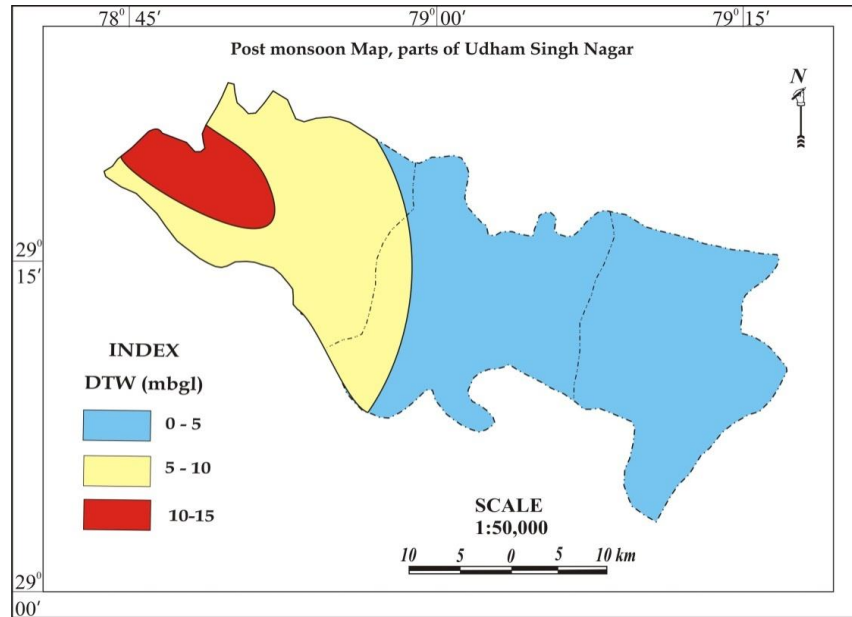 78⁰ 45′ 79⁰ 00′ 79⁰ 15′
Post monsoon Map, parts of Udham Singh Nagar
N
29⁰
15′
INDEX
DTW (mbgl)
0 - 5
5 - 10
10-15
SCALE
1:50,000
10 5 0 5 10 km
29⁰
00′